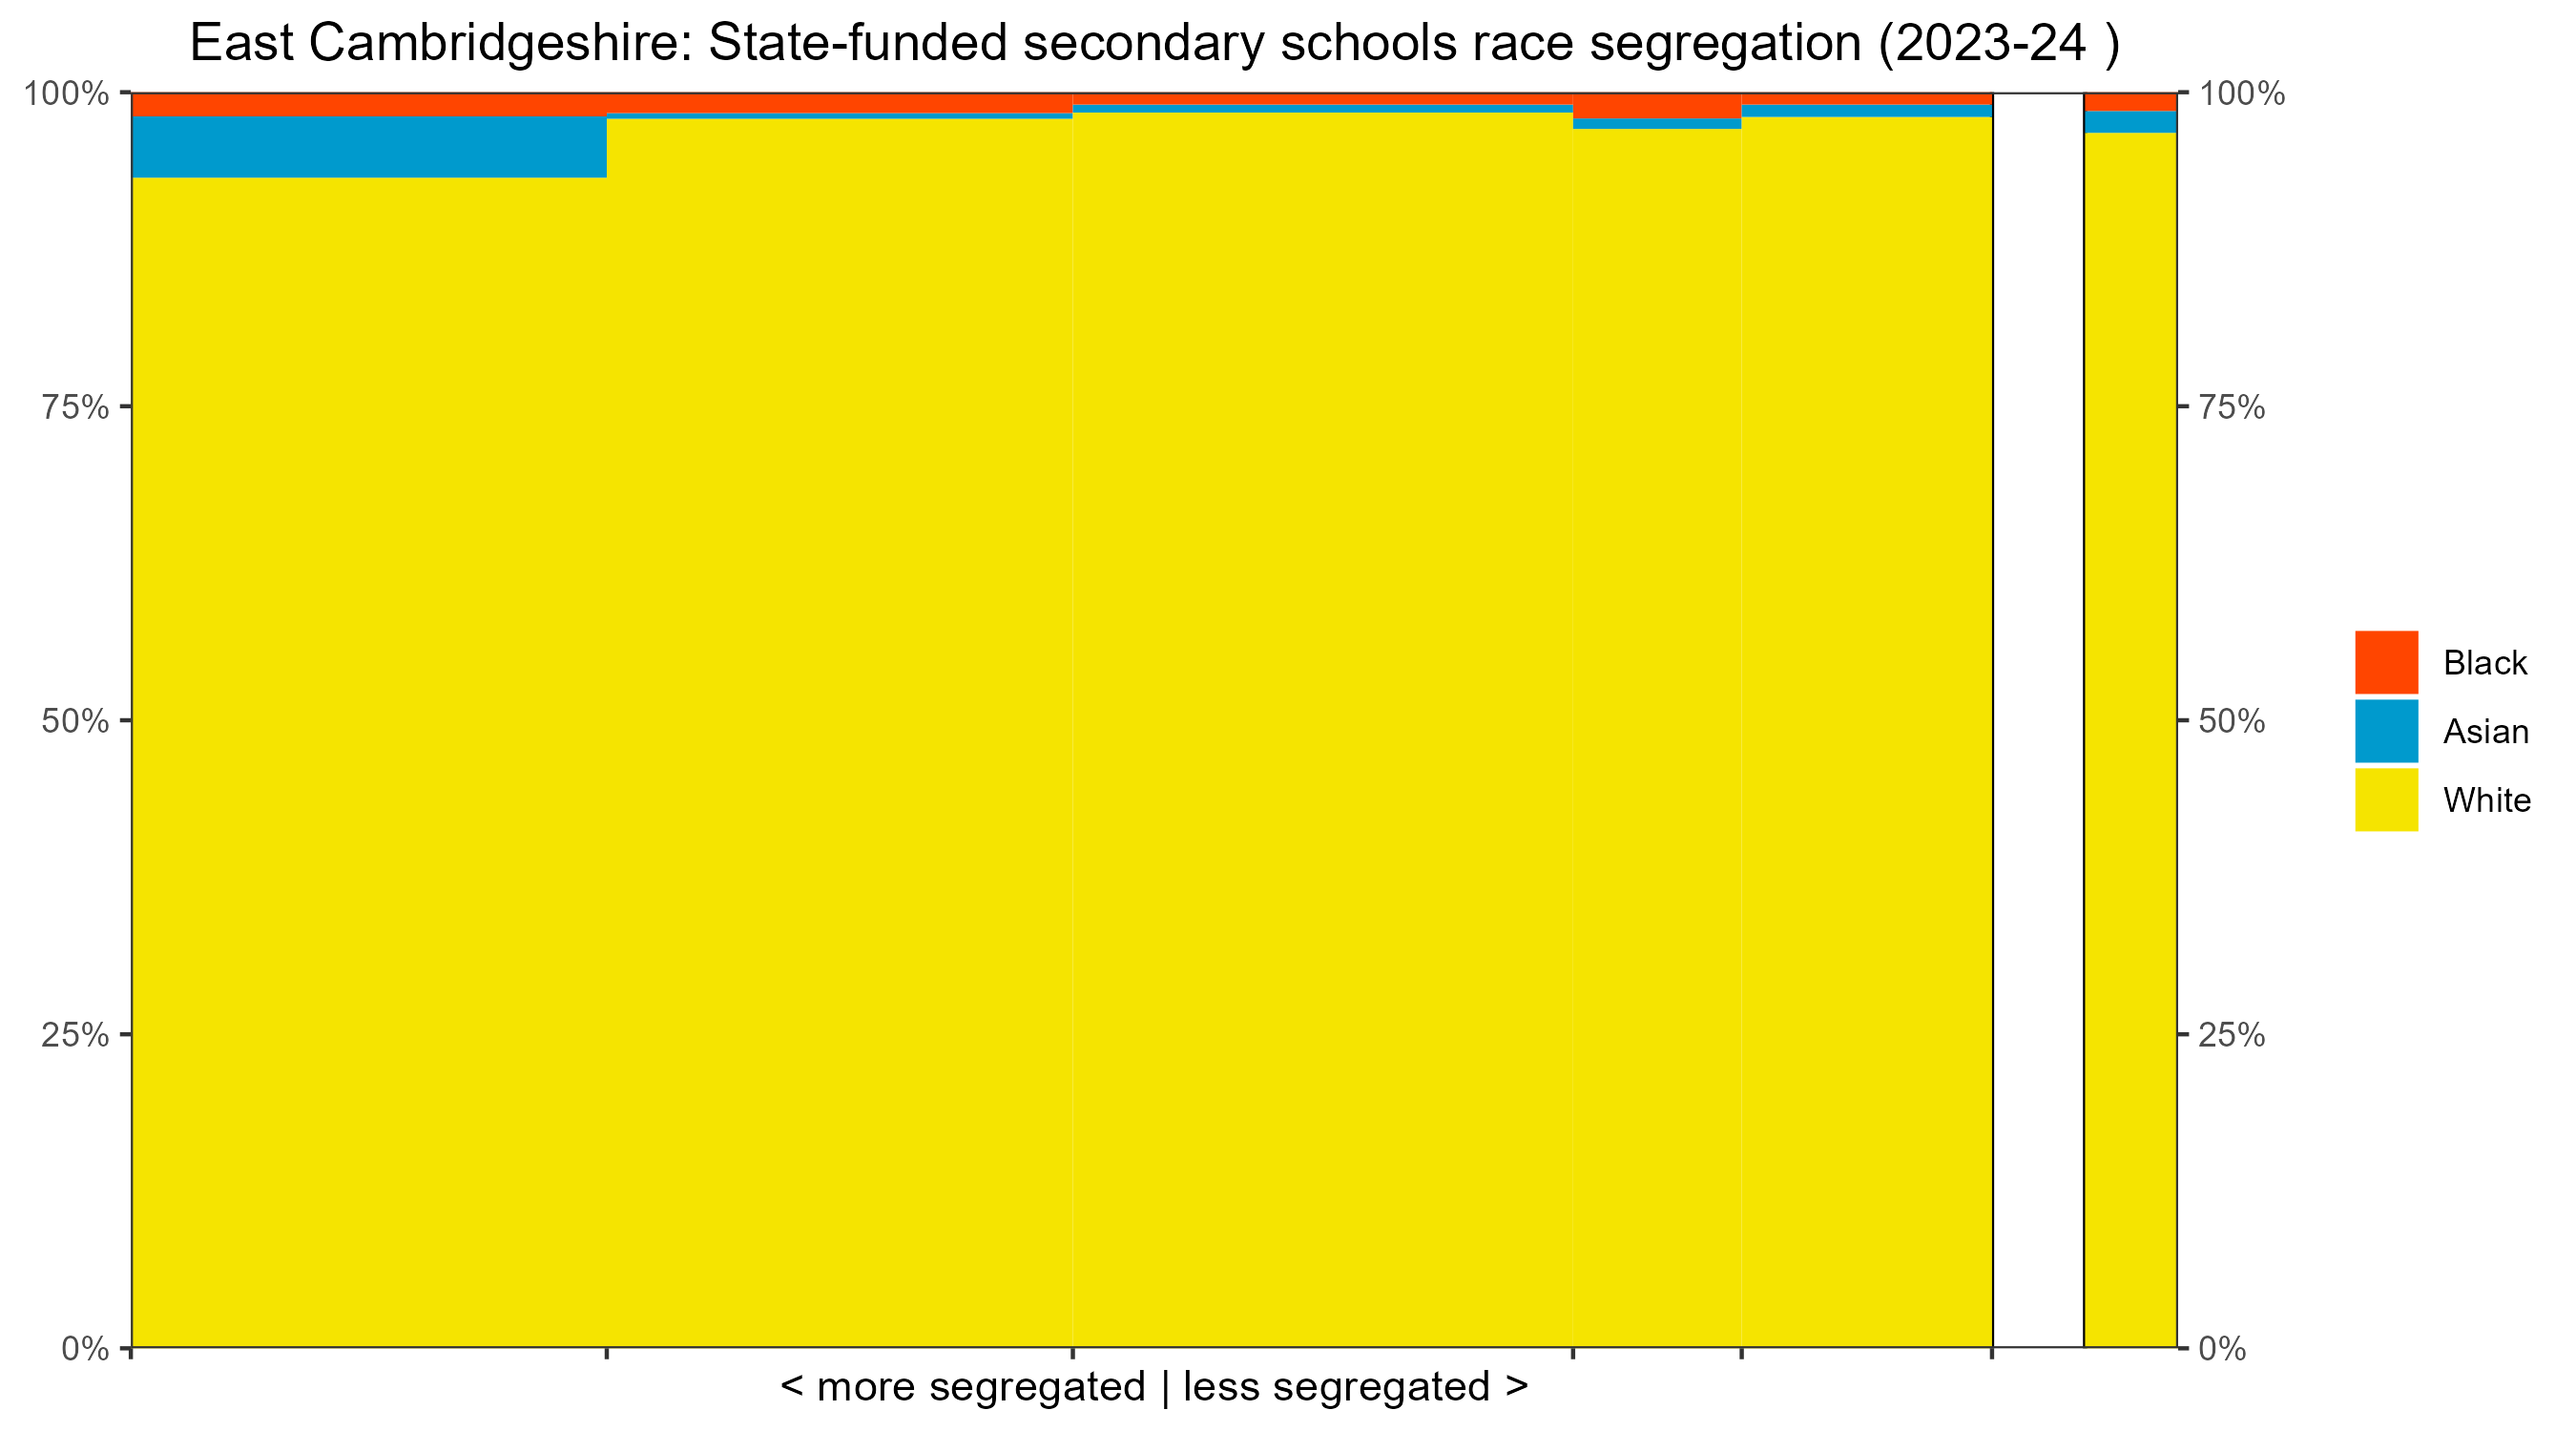 East Cambridgeshire: State-funded secondary schools race segregation (2023-24 )
100%
75%
50%
25%
0%
100%
75%
50%
25%
0%
Black
Asian
White
< more segregated | less segregated >